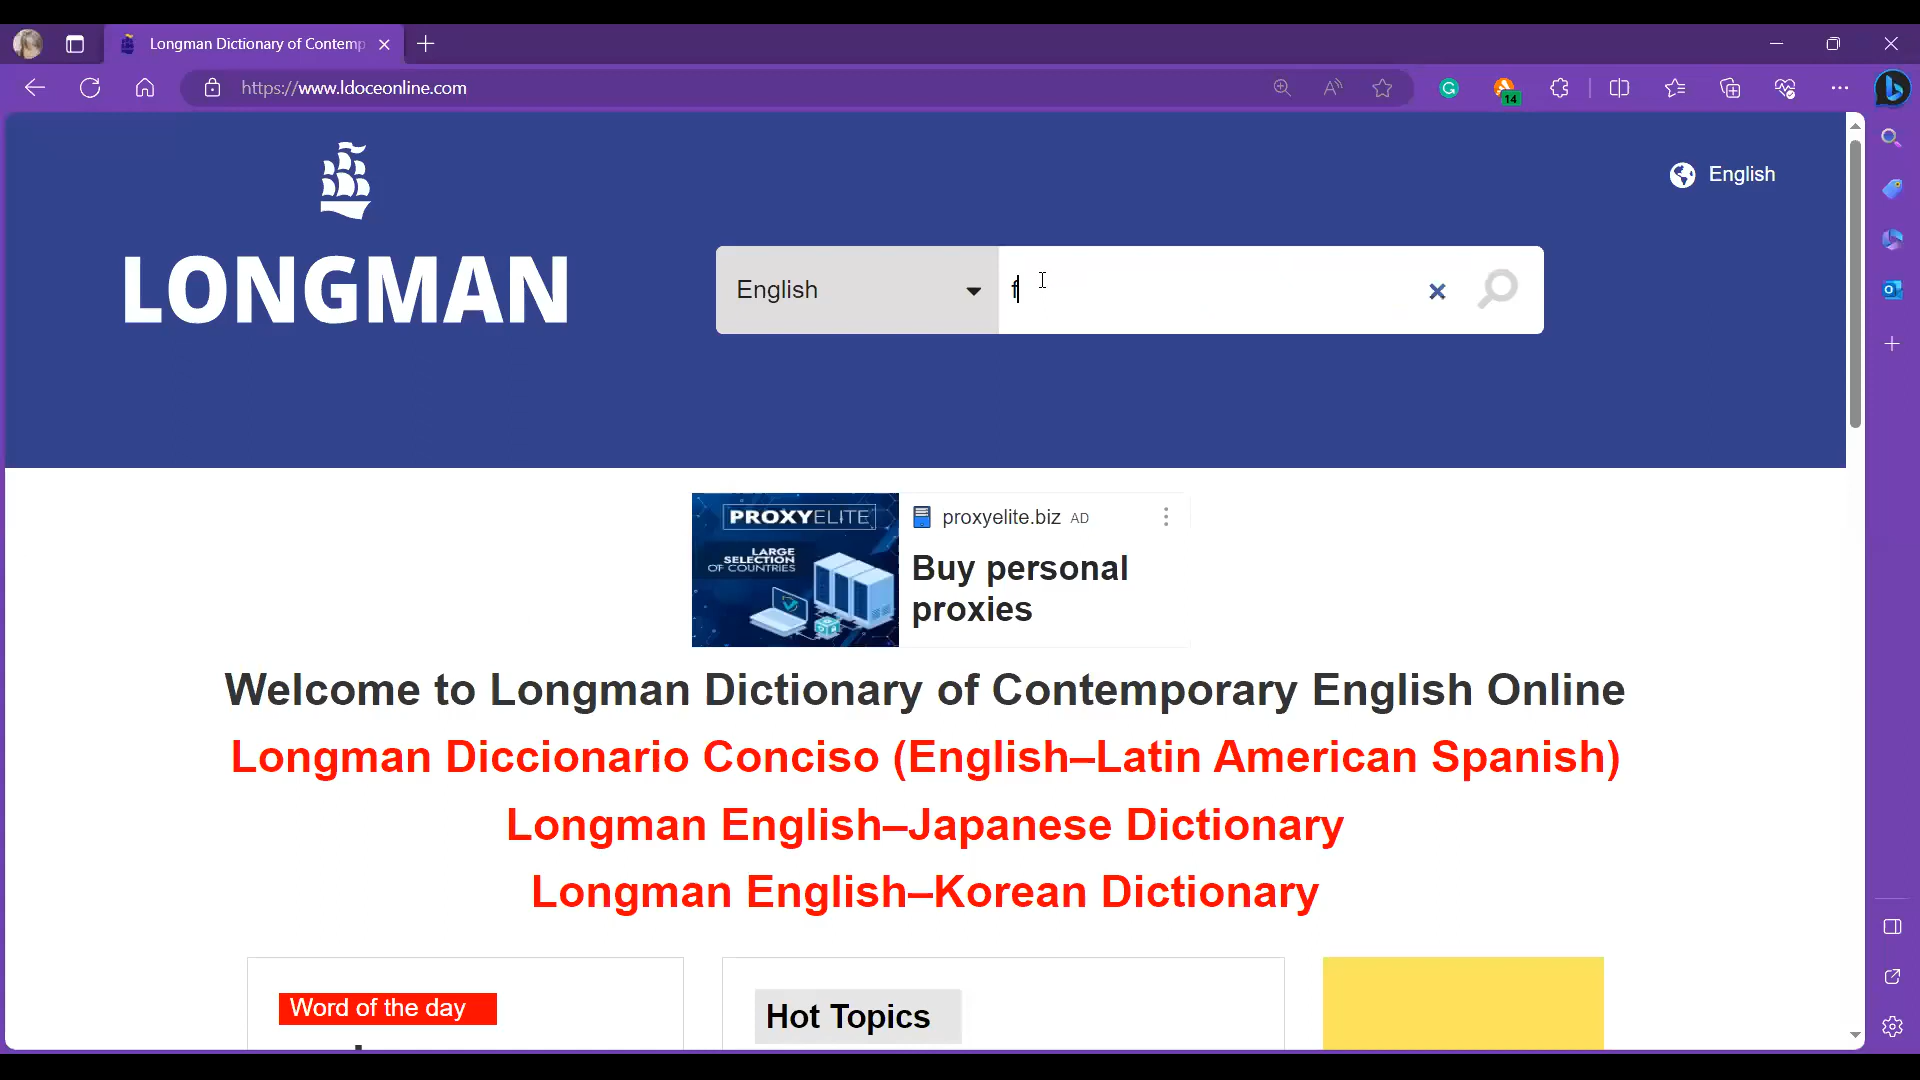 Longman Dictionary of Contemp
https://www.ldoceonline.com
14
English
LONGMAN
English
f
PROXYELITE
LARGE
SELECTION
OF COUNTRIES
proxyelite.biz AD
Buy personal
proxies
Welcome to Longman Dictionary of Contemporary English Online
Longman Diccionario Conciso (English–Latin American Spanish)
Longman English–Japanese Dictionary
Longman English–Korean Dictionary
Word of the day
Hot Topics